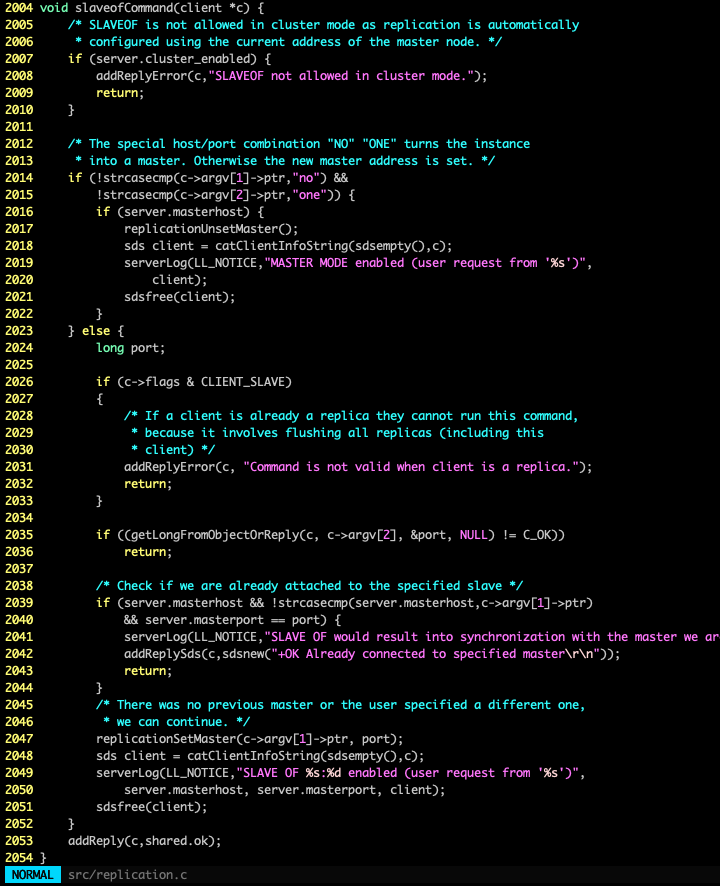 2004 void slaveofCommand(client *c) {
2005     /* SLAVEOF is not allowed in cluster mode as replication is automatically
2006      * configured using the current address of the master node. */
2007     if (server.cluster_enabled) {
2008         addReplyError(c,"SLAVEOF not allowed in cluster mode.");
2009         return;
2010     }
2011
2012     /* The special host/port combination "NO" "ONE" turns the instance
2013      * into a master. Otherwise the new master address is set. */
2014     if (!strcasecmp(c->argv[1]->ptr,"no") &&
2015         !strcasecmp(c->argv[2]->ptr,"one")) {
2016         if (server.masterhost) {
2017             replicationUnsetMaster();
2018             sds client = catClientInfoString(sdsempty(),c);
2019             serverLog(LL_NOTICE,"MASTER MODE enabled (user request from '%s')",
2020                 client);
2021             sdsfree(client);
2022         }
2023     } else {
2024         long port;
2025
2026         if (c->flags & CLIENT_SLAVE)
2027         {
2028             /* If a client is already a replica they cannot run this command,
2029              * because it involves flushing all replicas (including this
2030              * client) */
2031             addReplyError(c, "Command is not valid when client is a replica.");
2032             return;
2033         }
2034
2035         if ((getLongFromObjectOrReply(c, c->argv[2], &port, NULL) != C_OK))
2036             return;
2037
2038         /* Check if we are already attached to the specified slave */
2039         if (server.masterhost && !strcasecmp(server.masterhost,c->argv[1]->ptr)
2040             && server.masterport == port) {
2041             serverLog(LL_NOTICE,"SLAVE OF would result into synchronization with the master we ar
2042             addReplySds(c,sdsnew("+OK Already connected to specified master\r\n"));
2043             return;
2044         }
2045         /* There was no previous master or the user specified a different one,
2046          * we can continue. */
2047         replicationSetMaster(c->argv[1]->ptr, port);
2048         sds client = catClientInfoString(sdsempty(),c);
2049         serverLog(LL_NOTICE,"SLAVE OF %s:%d enabled (user request from '%s')",
2050             server.masterhost, server.masterport, client);
2051         sdsfree(client);
2052     }
2053     addReply(c,shared.ok);
2054 }
NORMAL src/replication.c